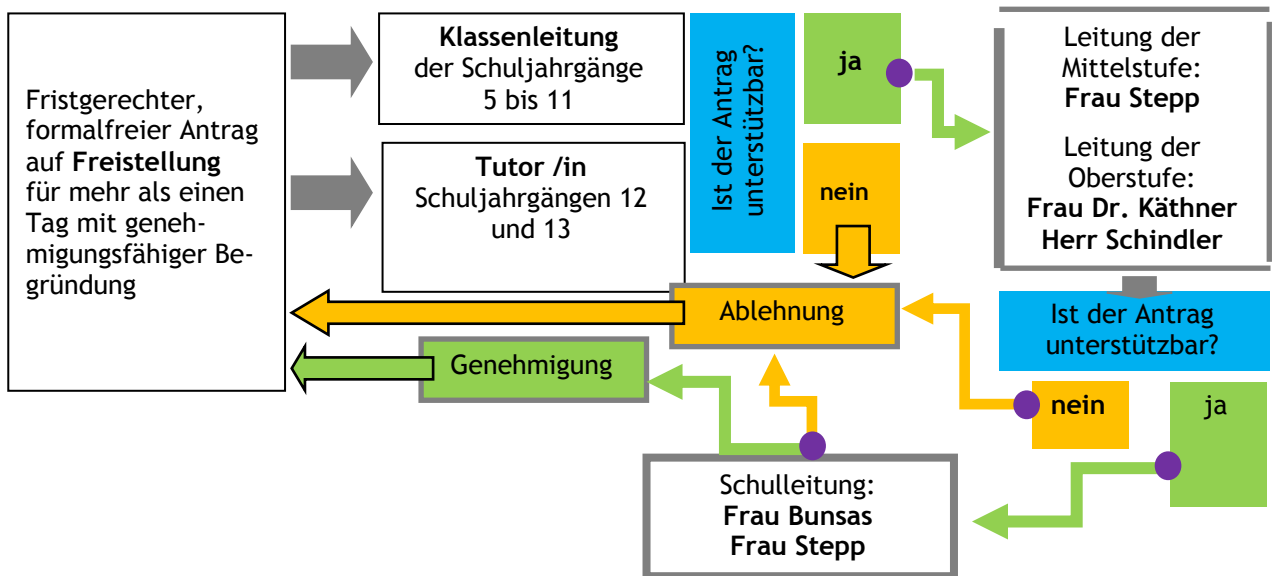 Fristgerechter,
formalfreier Antrag
auf Freistellung
für mehr als einen
Tag mit geneh-
migungsfähiger Be-
gründung
Klassenleitung
der Schuljahrgänge
5 bis 11
Tutor /in
Schuljahrgängen 12
und 13
Ist der Antrag
unterstützbar?
ja
nein
Leitung der
Mittelstufe:
Frau Stepp
Leitung der
Oberstufe:
Frau Dr. Käthner
Herr Schindler
Ist der Antrag
unterstützbar?
nein
ja
Ablehnung
Genehmigung
Schulleitung:
Frau Bunsas
Frau Stepp